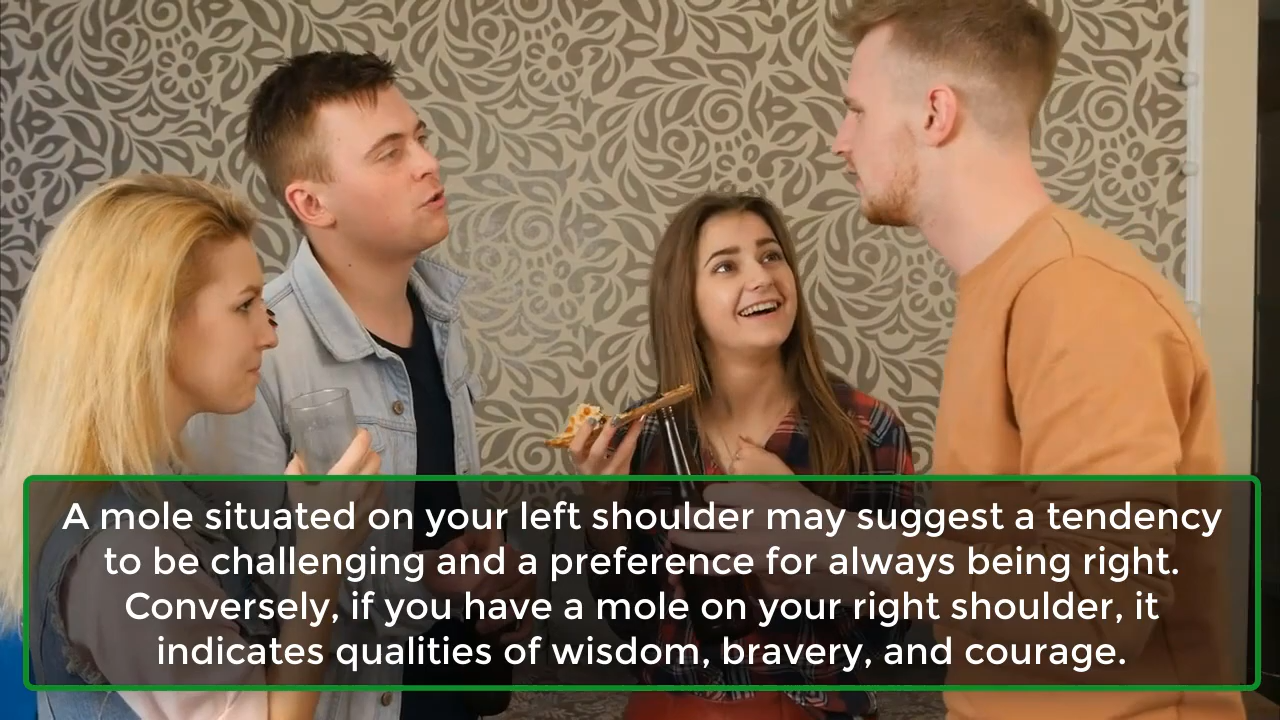 A mole situated on your left shoulder may suggest a tendency
to be challenging and a preference for always being right.
Conversely, if you have a mole on your right shoulder, it
indicates qualities of wisdom, bravery, and courage.